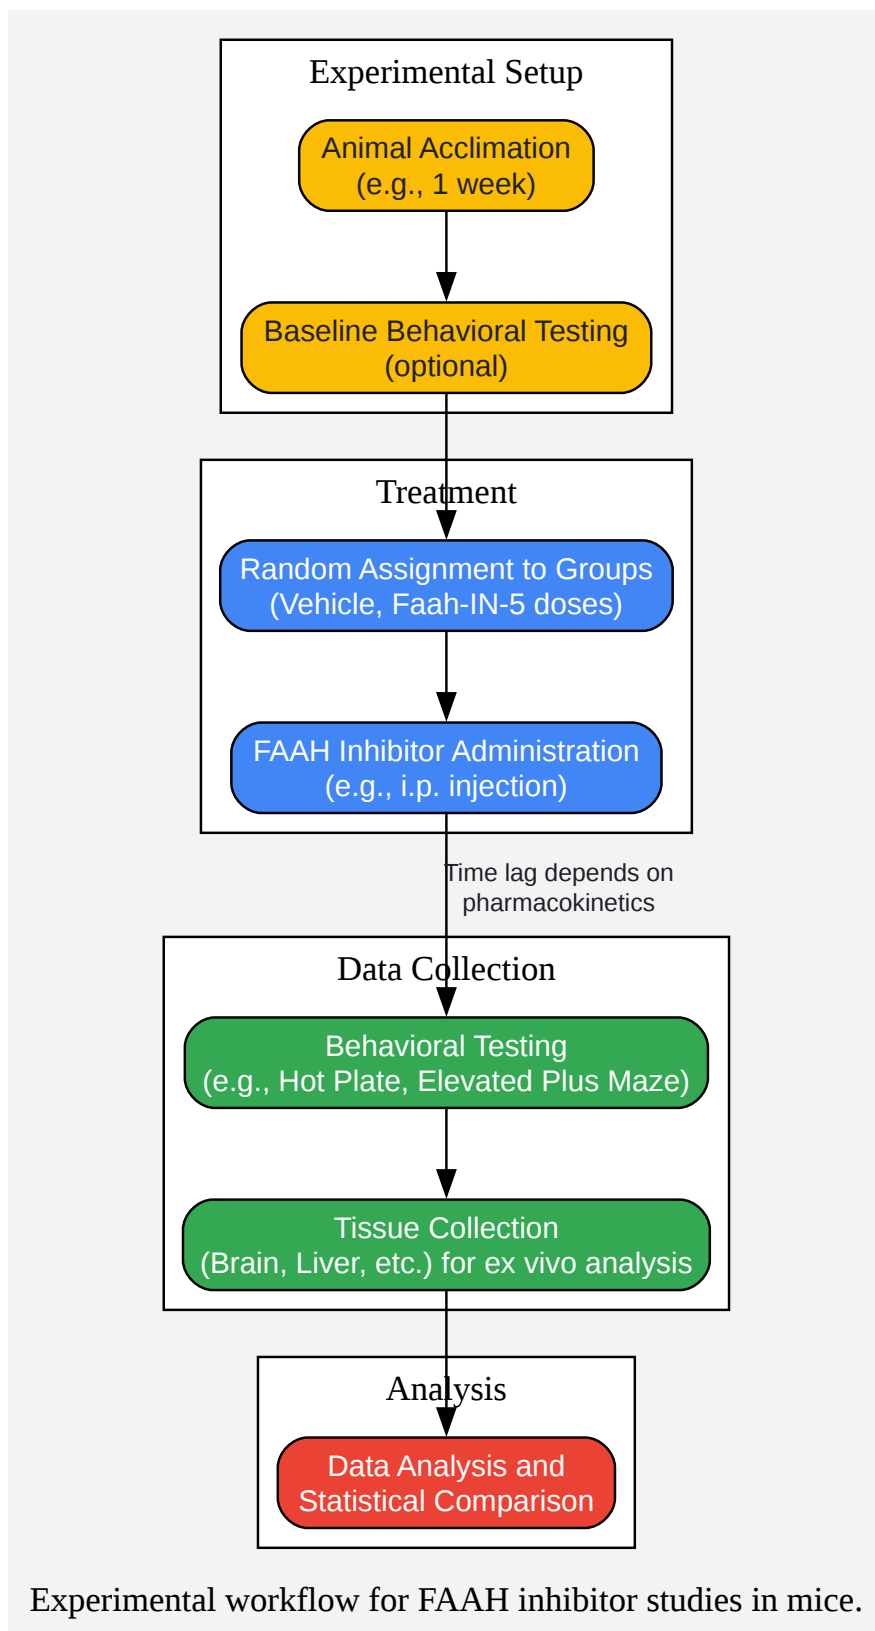 Experimental Setup
Animal Acclimation
(e.g., 1 week)
Baseline Behavioral Testing
(optional)
Treatment
Random Assignment to Groups
(Vehicle, Faah-IN-5 doses)
FAAH Inhibitor Administration
(e.g., i.p. injection)
Time lag depends on
pharmacokinetics
Data Collection
Behavioral Testing
(e.g., Hot Plate, Elevated Plus Maze)
Tissue Collection
(Brain, Liver, etc.) for ex vivo analysis
Analysis
Data Analysis and
Statistical Comparison
Experimental workflow for FAAH inhibitor studies in mice.